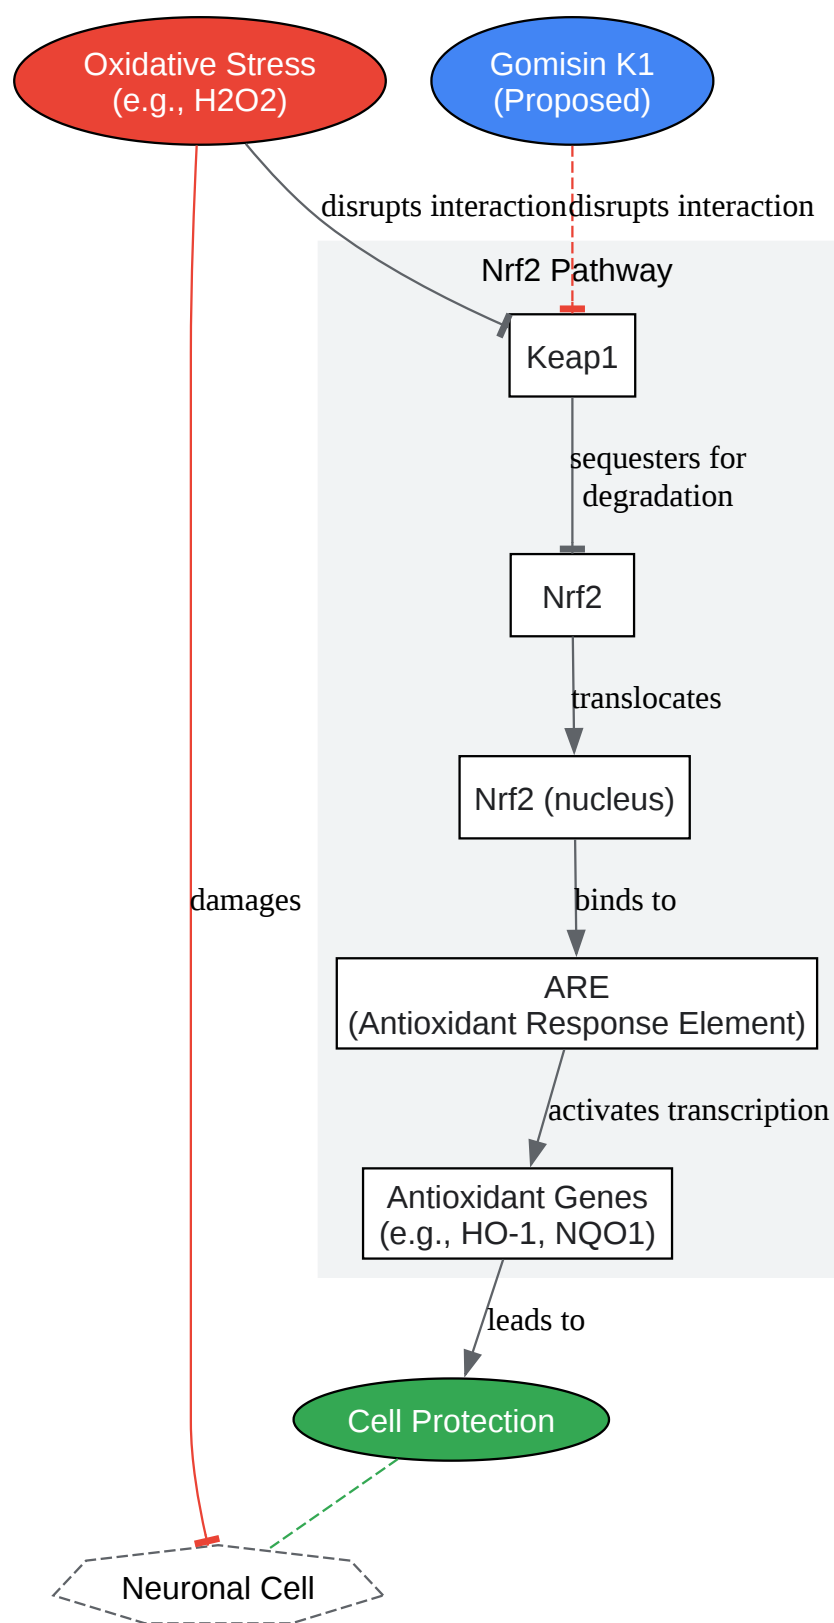 Oxidative Stress
(e.g., H2O2)
Gomisin K1
(Proposed)
disrupts interaction
disrupts interaction
Nrf2 Pathway
Keap1
sequesters for
degradation
Nrf2
translocates
Nrf2 (nucleus)
damages
binds to
ARE
(Antioxidant Response Element)
activates transcription
Antioxidant Genes
(e.g., HO-1, NQO1)
leads to
Cell Protection
Neuronal Cell